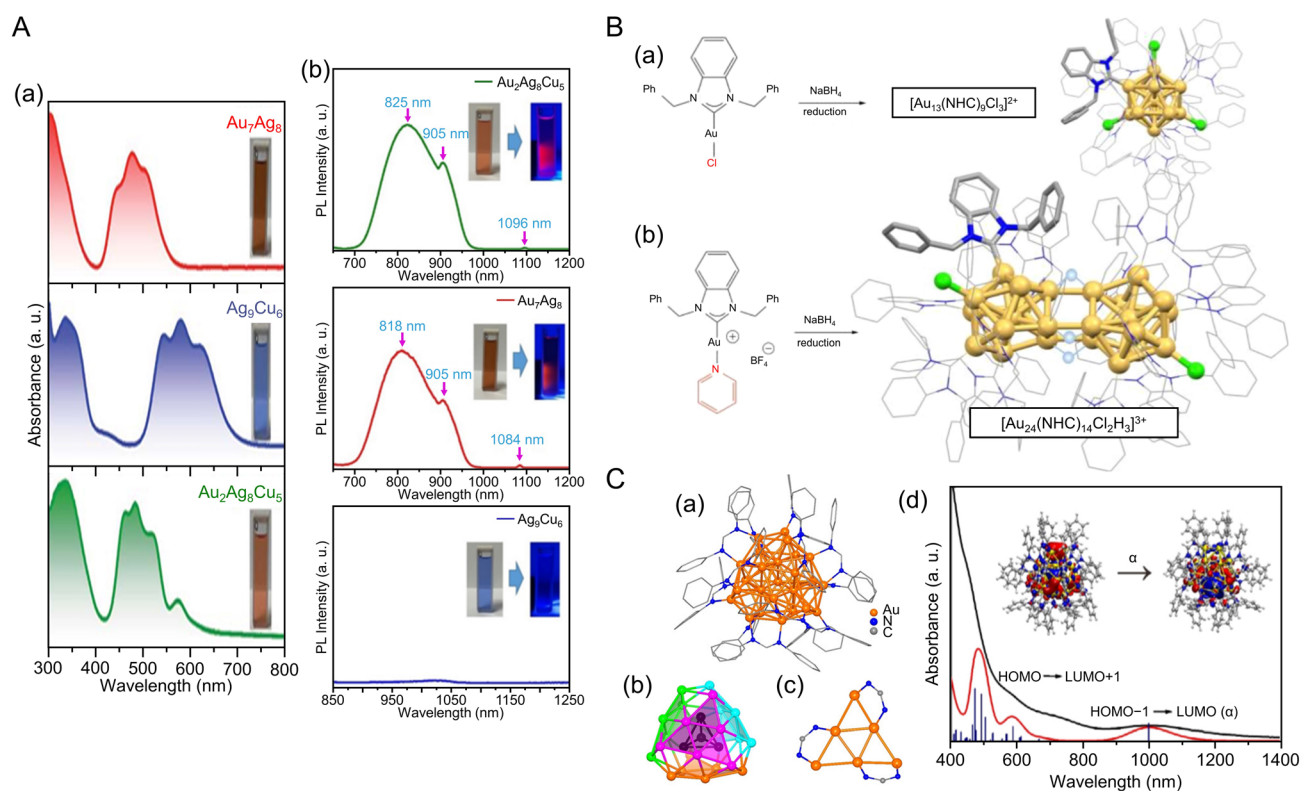 A
(a)
Au7Ag8
Ag9Cu6
Au2Ag8Cu5
Absorbance (a. u.)
300 400 500 600 700 800
Wavelength (nm)
(b)
Au2Ag8Cu5
825 nm
905 nm
1096 nm
PL Intensity (a. u.)
700 800 900 1000 1100 1200
Wavelength (nm)
Au7Ag8
818 nm
905 nm
1084 nm
PL Intensity (a. u.)
700 800 900 1000 1100 1200
Wavelength (nm)
Ag9Cu6
PL Intensity (a. u.)
850 950 1050 1150 1250
Wavelength (nm)
B
(a)
Ph
N
N
Ph
Au
Cl
NaBH4
reduction
[Au13(NHC)9Cl3]2+
(b)
Ph
N
N
Ph
Au
+
N
−
BF4
NaBH4
reduction
[Au24(NHC)14Cl2H3]3+
C
(a)
Au
N
C
(b)
(c)
(d)
α
HOMO → LUMO+1
HOMO−1 → LUMO (α)
Absorbance (a. u.)
400 600 800 1000 1200 1400
Wavelength (nm)